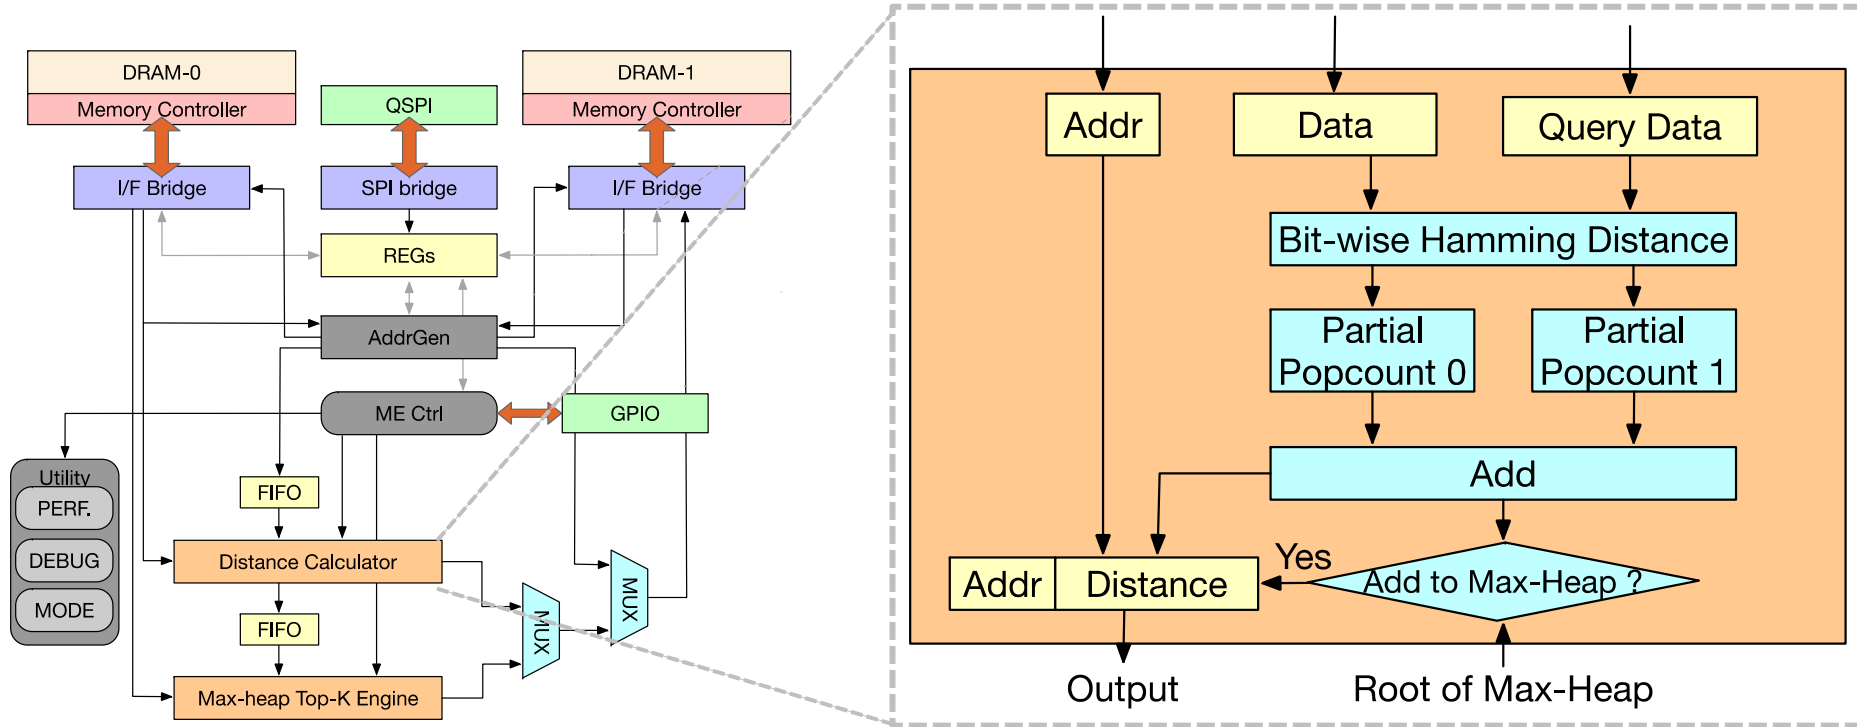 DRAM-0
Memory Controller
QSPI
DRAM-1
Memory Controller
I/F Bridge
SPI bridge
I/F Bridge
REGs
AddrGen
ME Ctrl
GPIO
Utility
PERF.
DEBUG
MODE
FIFO
Distance Calculator
FIFO
Max-heap Top-K Engine
MUX
MUX
Addr
Data
Query Data
Bit-wise Hamming Distance
Partial
Popcount 0
Partial
Popcount 1
Add
Addr
Distance
Yes
Add to Max-Heap ?
Output
Root of Max-Heap